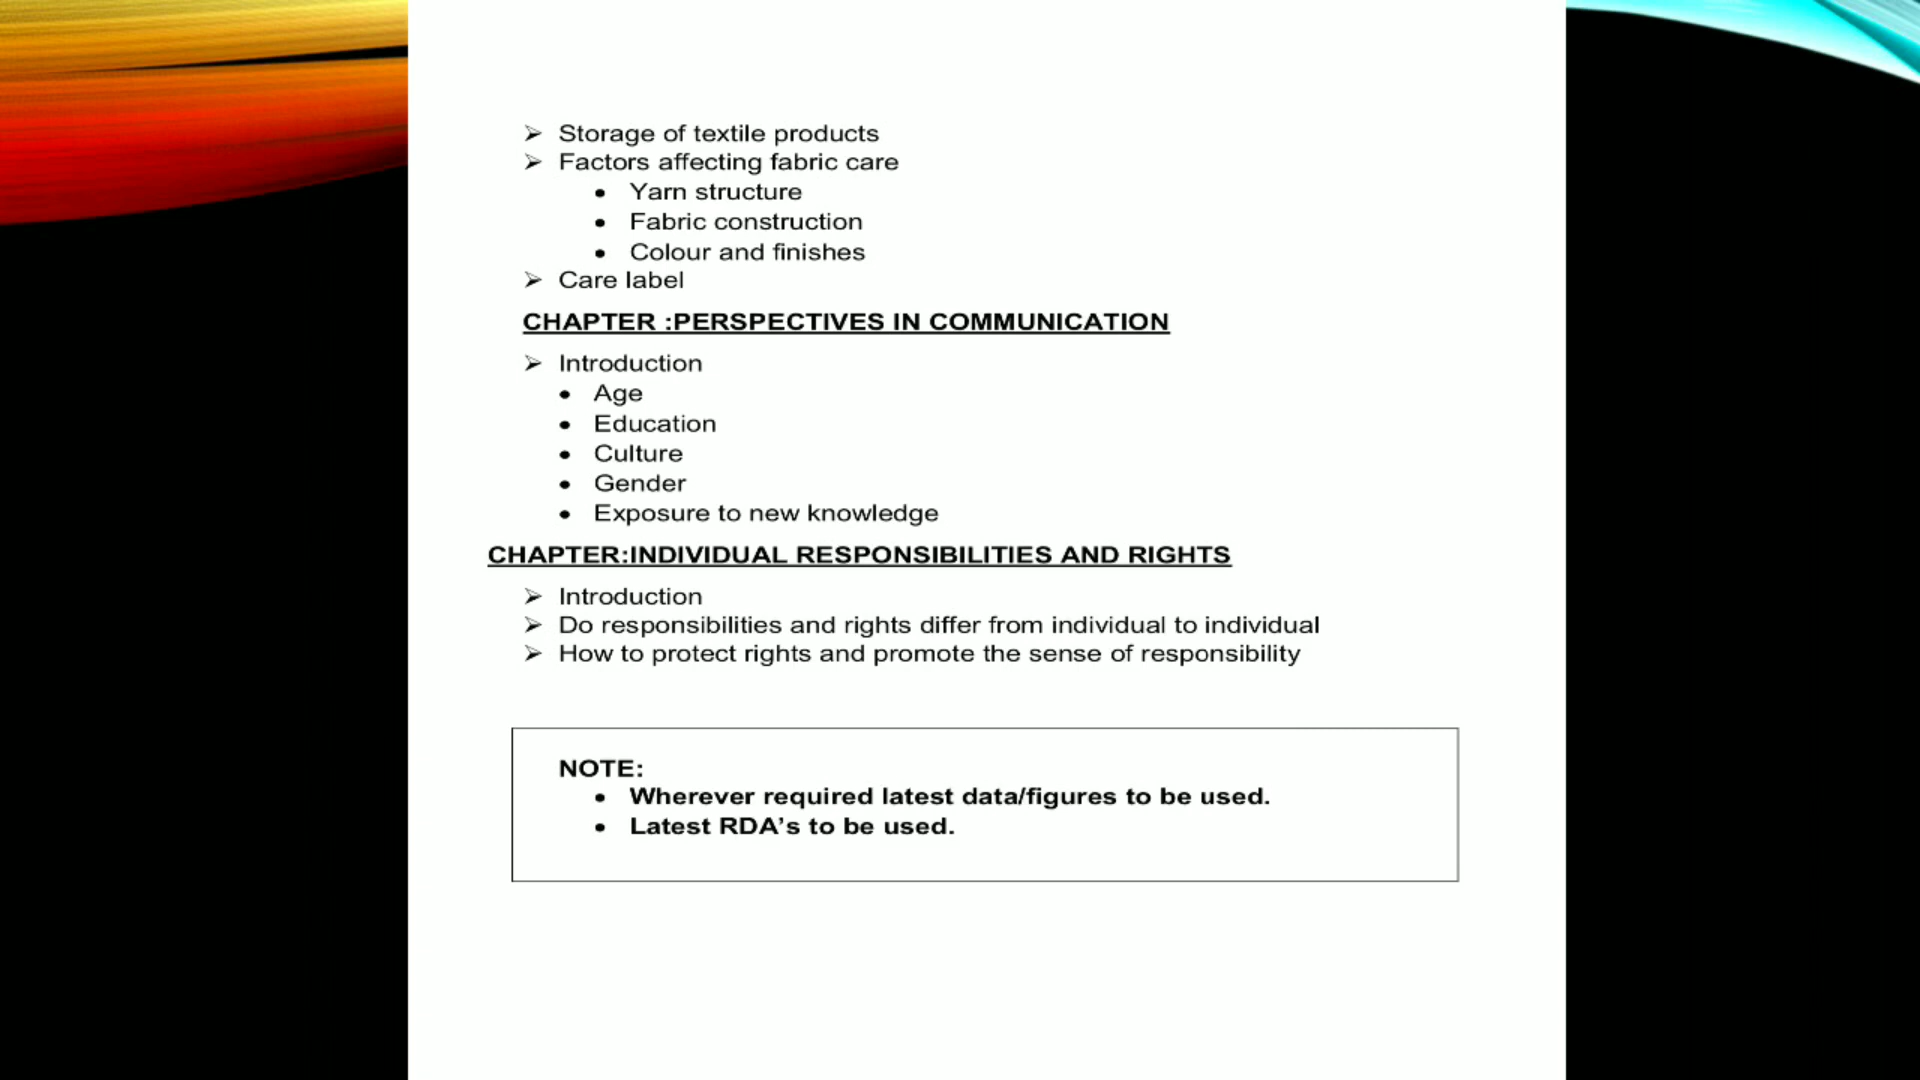 ➢ Storage of textile products
➢ Factors affecting fabric care
• Yarn structure
• Fabric construction
• Colour and finishes
➢ Care label
CHAPTER :PERSPECTIVES IN COMMUNICATION
➢ Introduction
• Age
• Education
• Culture
• Gender
• Exposure to new knowledge
CHAPTER:INDIVIDUAL RESPONSIBILITIES AND RIGHTS
➢ Introduction
➢ Do responsibilities and rights differ from individual to individual
➢ How to protect rights and promote the sense of responsibility
NOTE:
• Wherever required latest data/figures to be used.
• Latest RDA’s to be used.